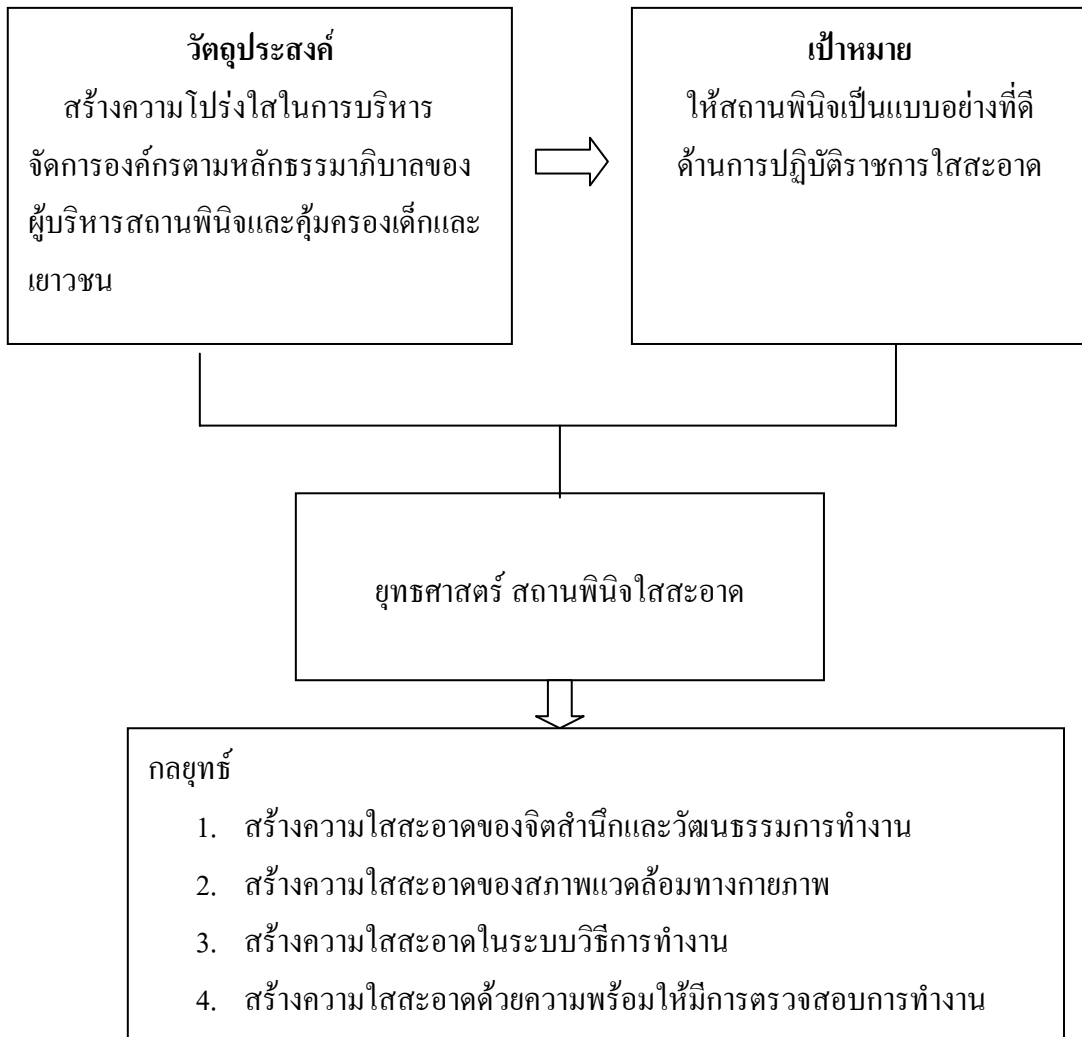 วัตถุประสงค์
สร้างความโปร่งใสในการบริหาร
จัดการองค์กรตามหลักธรรมาภิบาลของ
ผู้บริหารสถานพินิจและคุ้มครองเด็กและ
เยาวชน
เป้าหมาย
ให้สถานพินิจเป็นแบบอย่างที่ดี
ด้านการปฏิบัติราชการใสสะอาด
ยุทธศาสตร์ สถานพินิจใสสะอาด
กลยุทธ์
1. สร้างความใสสะอาดของจิตสำนึกและวัฒนธรรมการทำงาน
2. สร้างความใสสะอาดของสภาพแวดล้อมทางกายภาพ
3. สร้างความใสสะอาดในระบบวิธีการทำงาน
4. สร้างความใสสะอาดด้วยความพร้อมให้มีการตรวจสอบการทำงาน